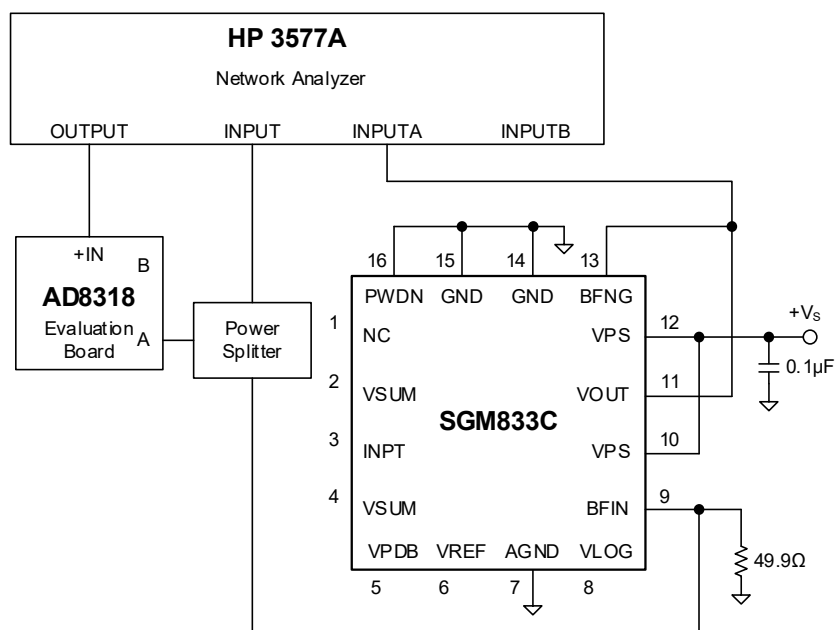 HP 3577A
Network Analyzer
OUTPUT INPUT INPUTA INPUTB
+IN
B
AD8318
Evaluation
Board
A
Power
Splitter
16 15 14 13
PWDN GND GND BFNG
1 NC
2 VSUM
3 INPT
4 VSUM
SGM833C
VPS 12
VOUT 11
VPS 10
BFIN 9
VPDB VREF AGND VLOG
5 6 7 8
+VS
0.1µF
49.9Ω